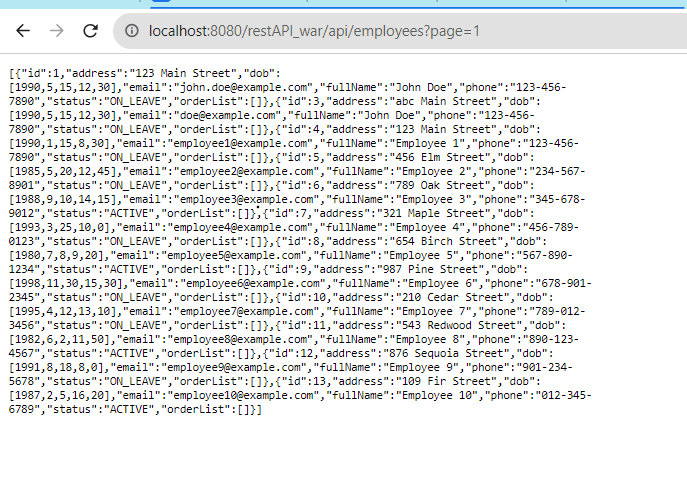 localhost:8080/restAPI_war/api/employees?page=1
[{"id":1,"address":"123 Main Street","dob":
[1990,5,15,12,30],"email":"john.doe@example.com","fullName":"John Doe","phone":"123-456-
7890","status":"ON_LEAVE","orderList":[]},{"id":3,"address":"abc Main Street","dob":
[1990,5,15,12,30],"email":"doe@example.com","fullName":"John Doe","phone":"123-456-
7890","status":"ON_LEAVE","orderList":[]},{"id":4,"address":"123 Main Street","dob":
[1990,1,15,8,30],"email":"employee1@example.com","fullName":"Employee 1","phone":"123-456-
7890","status":"ON_LEAVE","orderList":[]},{"id":5,"address":"456 Elm Street","dob":
[1985,5,20,12,45],"email":"employee2@example.com","fullName":"Employee 2","phone":"234-567-
8901","status":"ON_LEAVE","orderList":[]},{"id":6,"address":"789 Oak Street","dob":
[1988,9,10,14,15],"email":"employee3@example.com","fullName":"Employee 3","phone":"345-678-
9012","status":"ACTIVE","orderList":[]},{"id":7,"address":"321 Maple Street","dob":
[1993,3,25,10,0],"email":"employee4@example.com","fullName":"Employee 4","phone":"456-789-
0123","status":"ON_LEAVE","orderList":[]},{"id":8,"address":"654 Birch Street","dob":
[1980,7,8,9,20],"email":"employee5@example.com","fullName":"Employee 5","phone":"567-890-
1234","status":"ACTIVE","orderList":[]},{"id":9,"address":"987 Pine Street","dob":
[1998,11,30,15,30],"email":"employee6@example.com","fullName":"Employee 6","phone":"678-901-
2345","status":"ON_LEAVE","orderList":[]},{"id":10,"address":"210 Cedar Street","dob":
[1995,4,12,13,10],"email":"employee7@example.com","fullName":"Employee 7","phone":"789-012-
3456","status":"ON_LEAVE","orderList":[]},{"id":11,"address":"543 Redwood Street","dob":
[1982,6,2,11,50],"email":"employee8@example.com","fullName":"Employee 8","phone":"890-123-
4567","status":"ACTIVE","orderList":[]},{"id":12,"address":"876 Sequoia Street","dob":
[1991,8,18,8,0],"email":"employee9@example.com","fullName":"Employee 9","phone":"901-234-
5678","status":"ON_LEAVE","orderList":[]},{"id":13,"address":"109 Fir Street","dob":
[1987,2,5,16,20],"email":"employee10@example.com","fullName":"Employee 10","phone":"012-345-
6789","status":"ACTIVE","orderList":[]}]